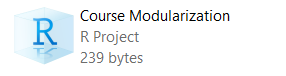 Course Modularization
R
R Project
239 bytes